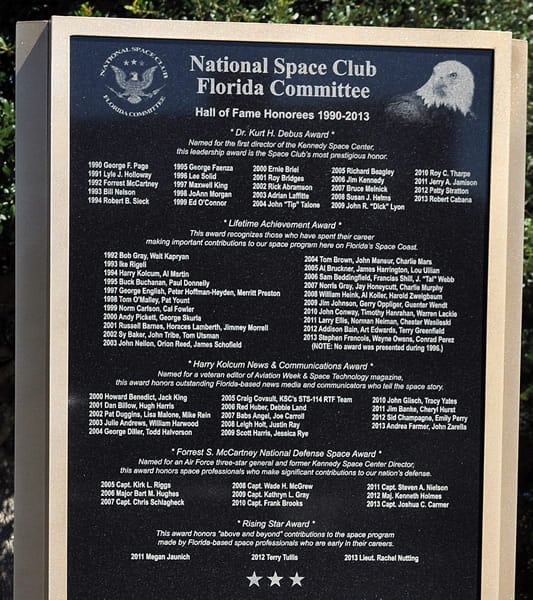 NATIONAL SPACE CLUB
FLORIDA COMMITTEE
National Space Club
Florida Committee
Hall of Fame Honorees 1990-2013
* Dr. Kurt H. Debus Award *
Named for the first director of the Kennedy Space Center,
this leadership award is the Space Club's most prestigious honor.
1990 George F. Page
1991 Lyle J. Holloway
1992 Forrest McCartney
1993 Bill Nelson
1994 Robert B. Sieck
1995 George Faenza
1996 Lee Solid
1997 Maxwell King
1998 JoAnn Morgan
1999 Ed O'Connor
2000 Ernie Briel
2001 Roy Bridges
2002 Rick Abramson
2003 Adrian Laffitte
2004 John "Tip" Talone
2005 Richard Beagley
2006 Jim Kennedy
2007 Bruce Melnick
2008 Susan J. Helms
2009 John R. "Dick" Lyon
2010 Roy C. Tharpe
2011 Jerry A. Jamison
2012 Patty Stratton
2013 Robert Cabana
* Lifetime Achievement Award *
This award recognizes those who have spent their career
making important contributions to our space program here on Florida's Space Coast.
1992 Bob Gray, Walt Kapryan
1993 Ike Rigell
1994 Harry Kolcum, Al Martin
1995 Buck Buchanan, Paul Donnelly
1997 George English, Peter Hoffman-Heyden, Merritt Preston
1998 Tom O'Malley, Pat Yount
1999 Norm Carlson, Cal Fowler
2000 Andy Pickett, George Skurla
2001 Russell Barnes, Horaces Lamberth, Jimmey Morrell
2002 Sy Baker, John Tribe, Tom Utsman
2003 John Neilon, Orion Reed, James Schofield
2004 Tom Brown, John Mansur, Charlie Mars
2005 Al Bruckner, James Harrington, Lou Ullian
2006 Sam Beddingfield, Franciss Shill, J. "Tal" Webb
2007 Norris Gray, Jay Honeycutt, Charlie Murphy
2008 William Heink, Al Koller, Harold Zweigbaum
2009 Jim Johnson, Gerry Oppliger, Guenter Wendt
2010 John Conway, Timothy Hanrahan, Warren Lackie
2011 Larry Ellis, Norman Neiman, Chester Wasileski
2012 Addison Bain, Art Edwards, Terry Greenfield
2013 Stephen Francois, Wayne Owens, Conrad Perez
(NOTE: No award was presented during 1996.)
* Harry Kolcum News & Communications Award *
Named for a veteran editor of Aviation Week & Space Technology magazine,
this award honors outstanding Florida-based news media and communicators who tell the space story.
2000 Howard Benedict, Jack King
2001 Dan Billow, Hugh Harris
2002 Pat Duggins, Lisa Malone, Mike Rein
2003 Julie Andrews, William Harwood
2004 George Diller, Todd Halvorson
2005 Craig Covault, KSC's STS-114 RTF Team
2006 Red Huber, Debbie Land
2007 Babs Angel, Joe Carroll
2008 Leigh Holt, Justin Ray
2009 Scott Harris, Jessica Rye
2010 John Glisch, Tracy Yates
2011 Jim Banke, Cheryl Hurst
2012 Sid Champagne, Emily Perry
2013 Andrea Farmer, John Zarella
* Forrest S. McCartney National Defense Space Award *
Named for an Air Force three-star general and former Kennedy Space Center Director,
this award honors space professionals who make significant contributions to our nation's defense.
2005 Capt. Kirk L. Riggs
2006 Major Bart M. Hughes
2007 Capt. Chris Schlagheck
2008 Capt. Wade H. McGrew
2009 Capt. Kathryn L. Gray
2010 Capt. Frank Brooks
2011 Capt. Steven A. Nielson
2012 Maj. Kenneth Holmes
2013 Capt. Joshua C. Carmer
* Rising Star Award *
This award honors "above and beyond" contributions to the space program
made by Florida-based space professionals who are early in their careers.
2011 Megan Jaunich
2012 Terry Tullis
2013 Lieut. Rachel Nutting